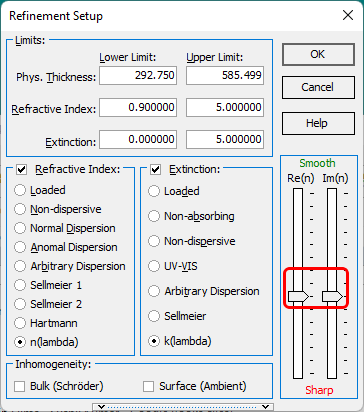 Refinement Setup
Limits:
Lower Limit:
Upper Limit:
Phys. Thickness:
292.750
585.499
Refractive Index:
0.900000
5.000000
Extinction:
0.000000
5.000000
OK
Cancel
Help
Refractive Index:
Loaded
Non-dispersive
Normal Dispersion
Anomal Dispersion
Arbitrary Dispersion
Sellmeier 1
Sellmeier 2
Hartmann
n(lambda)
Extinction:
Loaded
Non-absorbing
Non-dispersive
UV-VIS
Arbitrary Dispersion
Sellmeier
k(lambda)
Smooth
Re(n) Im(n)
Sharp
Inhomogeneity:
Bulk (Schröder)
Surface (Ambient)